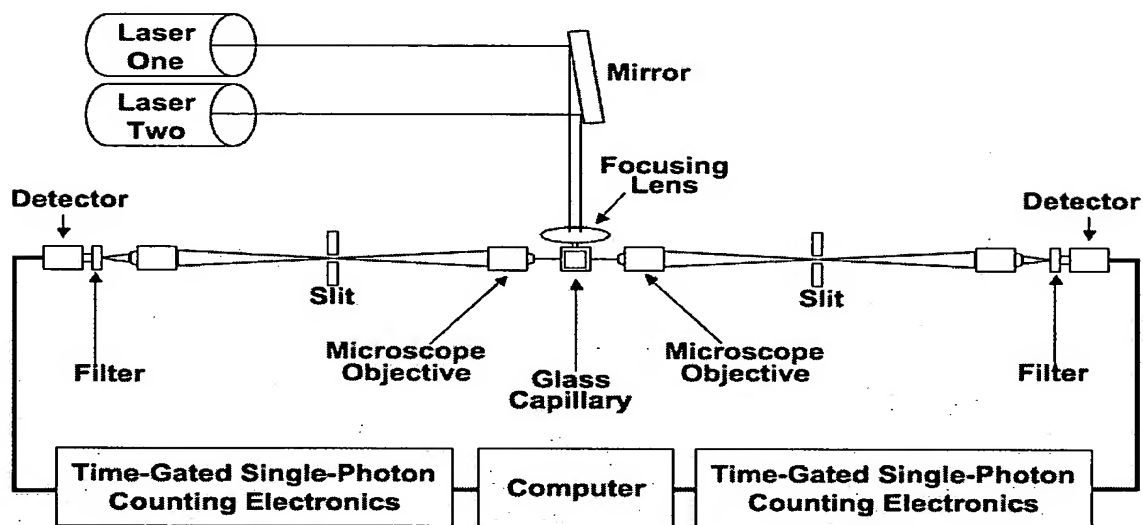 Laser
One
Mirror
Laser
Two
Focusing
Lens
Detector
Detector
Slit
Slit
Microscope
Objective
Microscope
Objective
Filter
Glass
Capillary
Filter
Time-Gated Single-Photon
Counting Electronics
Computer
Time-Gated Single-Photon
Counting Electronics